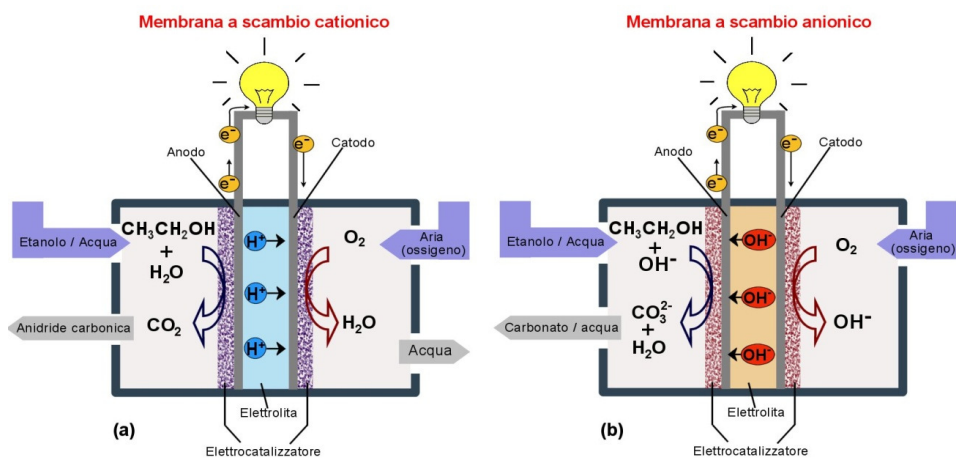 Membrana a scambio cationico
e⁻
e⁻
e⁻
Anodo
Catodo
Etanolo / Acqua
CH₃CH₂OH
+
H₂O
CO₂
Anidride carbonica
H⁺
H⁺
H⁺
O₂
H₂O
Aria
(ossigeno)
Acqua
Elettrolita
Elettrocatalizzatore
(a)
Membrana a scambio anionico
e⁻
e⁻
e⁻
Anodo
Catodo
Etanolo / Acqua
CH₃CH₂OH
+
OH⁻
CO₃²⁻
+
H₂O
Carbonato / acqua
OH⁻
OH⁻
OH⁻
O₂
OH⁻
Aria
(ossigeno)
Elettrolita
Elettrocatalizzatore
(b)